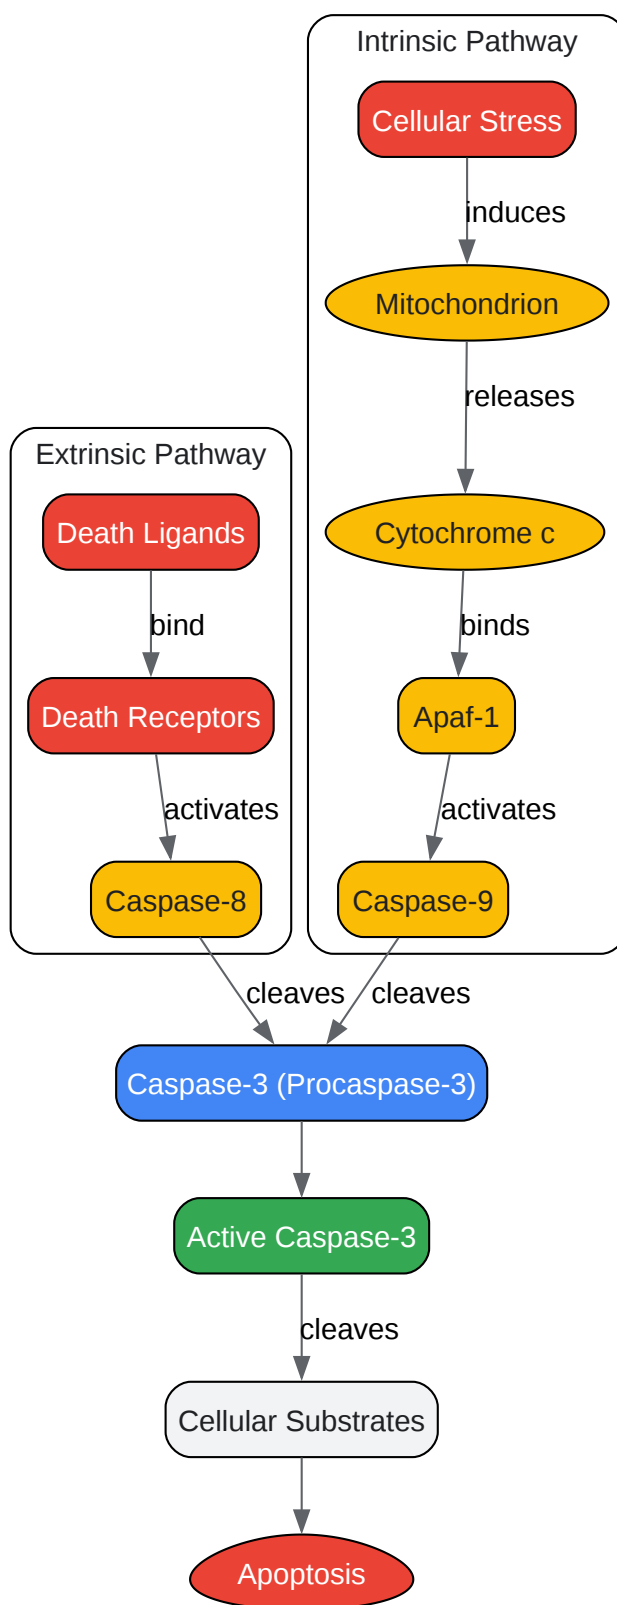 Intrinsic Pathway
Cellular Stress
induces
Mitochondrion
releases
Cytochrome c
binds
Apaf-1
activates
Caspase-9
cleaves
Extrinsic Pathway
Death Ligands
bind
Death Receptors
activates
Caspase-8
cleaves
Caspase-3 (Procaspase-3)
Active Caspase-3
cleaves
Cellular Substrates
Apoptosis